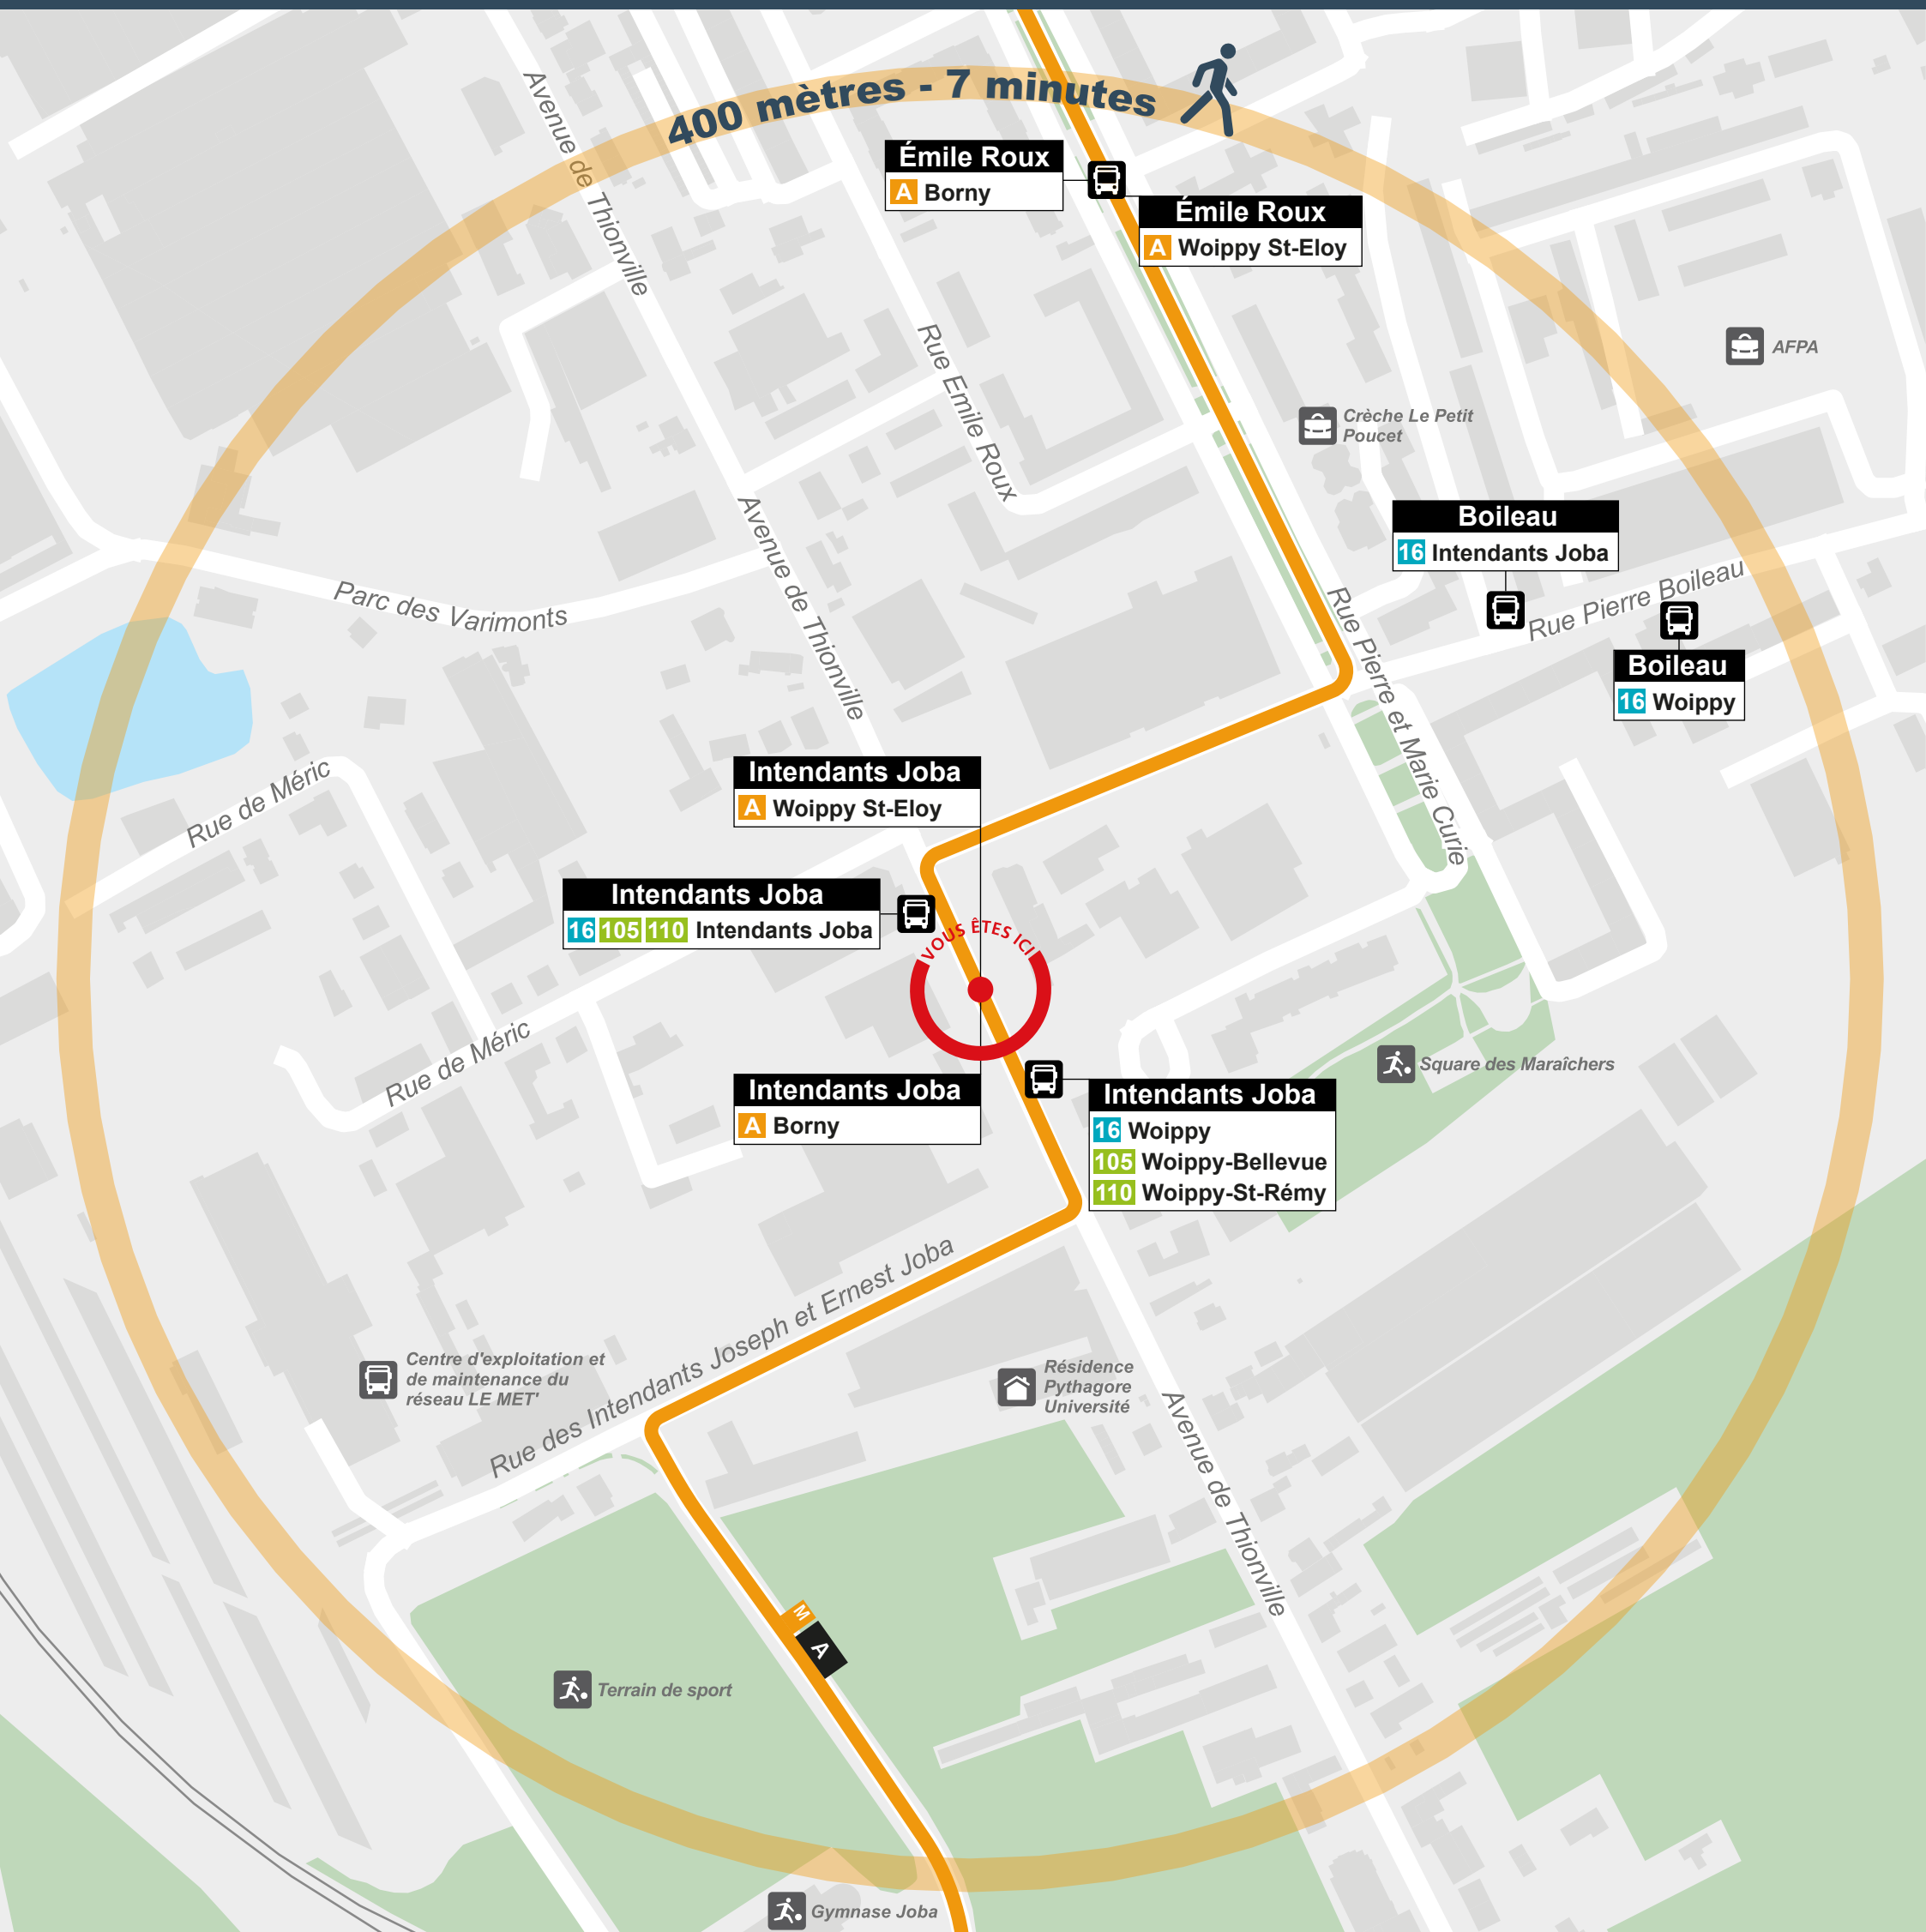 400 mètres - 7 minutes
Avenue de Thionville
Émile Roux
A Borny
Émile Roux
A Woippy St-Eloy
AFPA
Rue Emile Roux
Crèche Le Petit
Poucet
Avenue de Thionville
Boileau
16 Intendants Joba
Rue Pierre Boileau
Parc des Varimonts
Rue Pierre et Marie Curie
Boileau
16 Woippy
Rue de Méric
Intendants Joba
A Woippy St-Eloy
Intendants Joba
16 105 110 Intendants Joba
VOUS ÊTES ICI
Rue de Méric
Square des Maraîchers
Intendants Joba
A Borny
Intendants Joba
16 Woippy
105 Woippy-Bellevue
110 Woippy-St-Rémy
Rue des Intendants Joseph et Ernest Joba
Centre d'exploitation et
de maintenance du
réseau LE MET'
Résidence
Pythagore
Université
Avenue de Thionville
M
A
Terrain de sport
Gymnase Joba